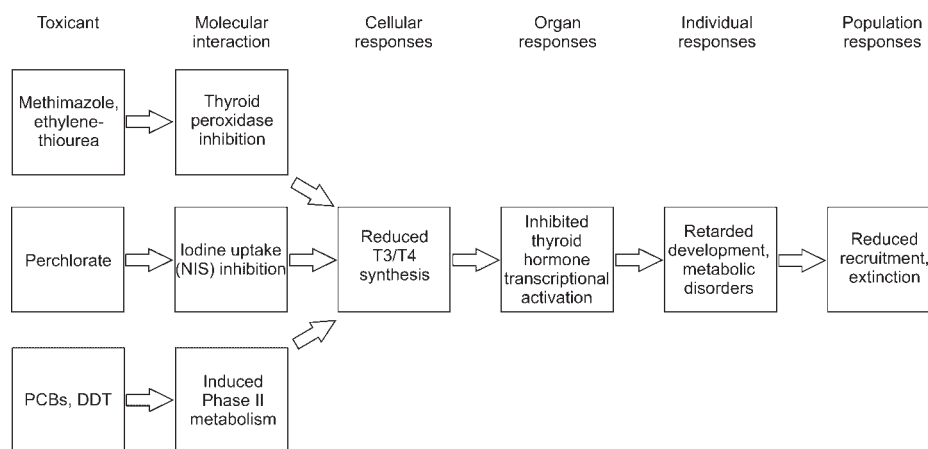 Toxicant
Molecular
interaction
Cellular
responses
Organ
responses
Individual
responses
Population
responses
Methimazole,
ethylene-
thiourea
Thyroid
peroxidase
inhibition
Perchlorate
Iodine uptake
(NIS) inhibition
Reduced
T3/T4
synthesis
Inhibited
thyroid
hormone
transcriptional
activation
Retarded
development,
metabolic
disorders
Reduced
recruitment,
extinction
PCBs, DDT
Induced
Phase II
metabolism